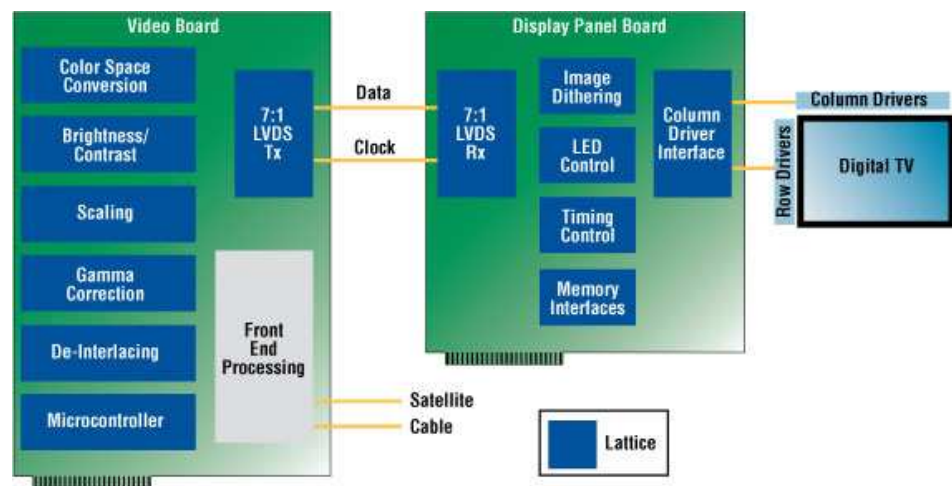 Video Board
Color Space
Conversion
Brightness/
Contrast
Scaling
Gamma
Correction
De-Interlacing
Microcontroller
7:1
LVDS
Tx
Front
End
Processing
Data
Clock
Satellite
Cable
Display Panel Board
7:1
LVDS
Rx
Image
Dithering
LED
Control
Timing
Control
Memory
Interfaces
Column
Driver
Interface
Column Drivers
Row Drivers
Digital TV
Lattice